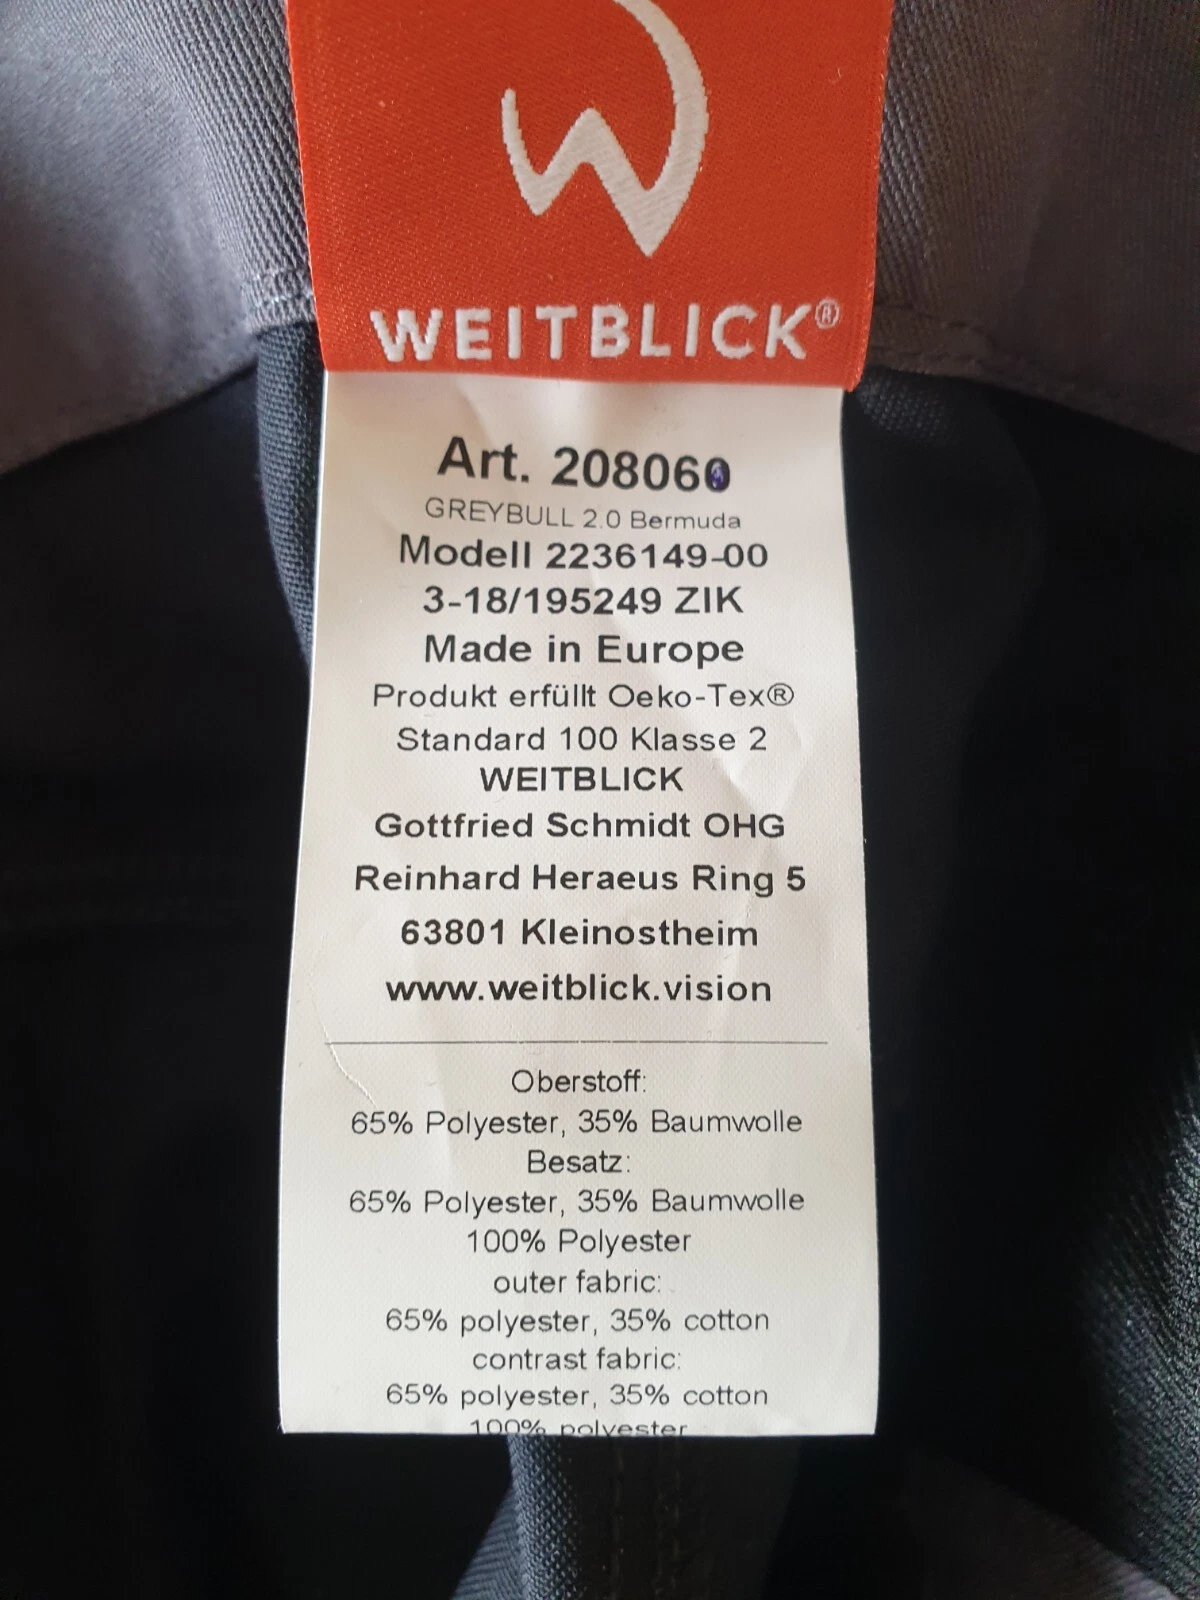 WEITBLICK®
Art. 208060
GREYBULL 2.0 Bermuda
Modell 2236149-00
3-18/195249 ZIK
Made in Europe
Produkt erfüllt Oeko-Tex®
Standard 100 Klasse 2
WEITBLICK
Gottfried Schmidt OHG
Reinhard Heraeus Ring 5
63801 Kleinostheim
www.weitblick.vision
Oberstoff:
65% Polyester, 35% Baumwolle
Besatz:
65% Polyester, 35% Baumwolle
100% Polyester
outer fabric:
65% polyester, 35% cotton
contrast fabric:
65% polyester, 35% cotton
100% polyester